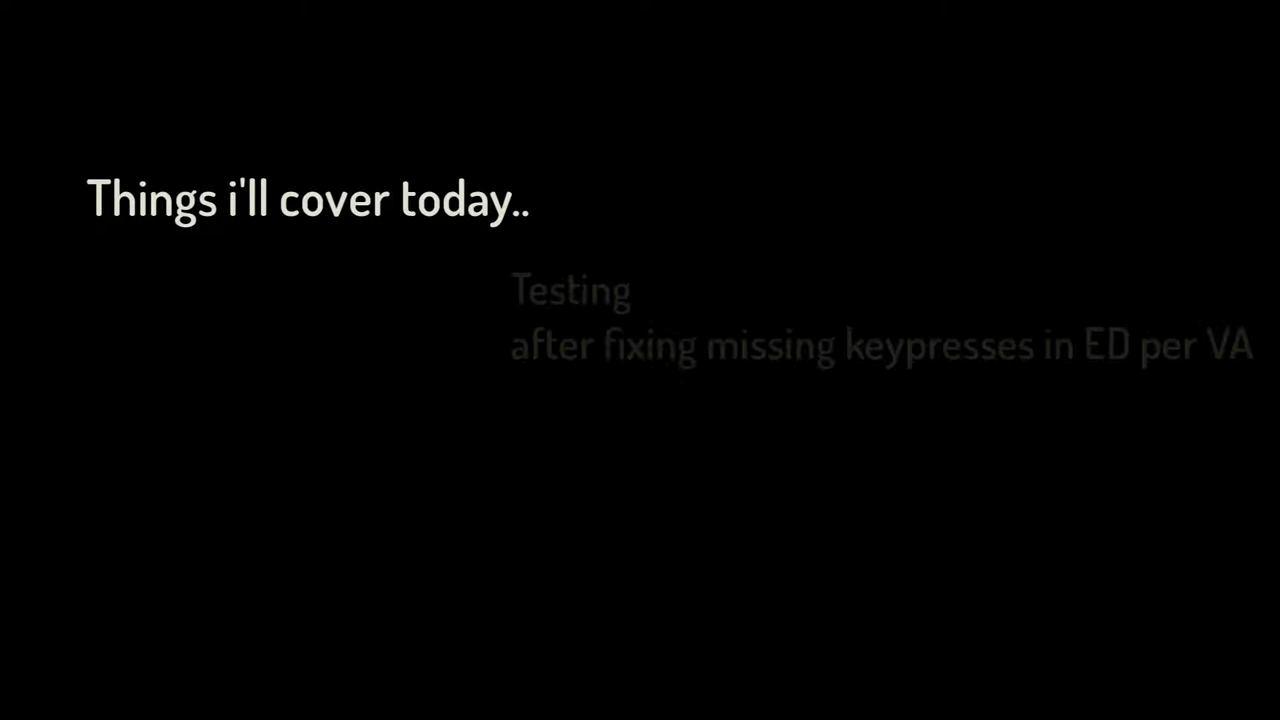 Things i'll cover today..
Testing
after fixing missing keypresses in ED per VA